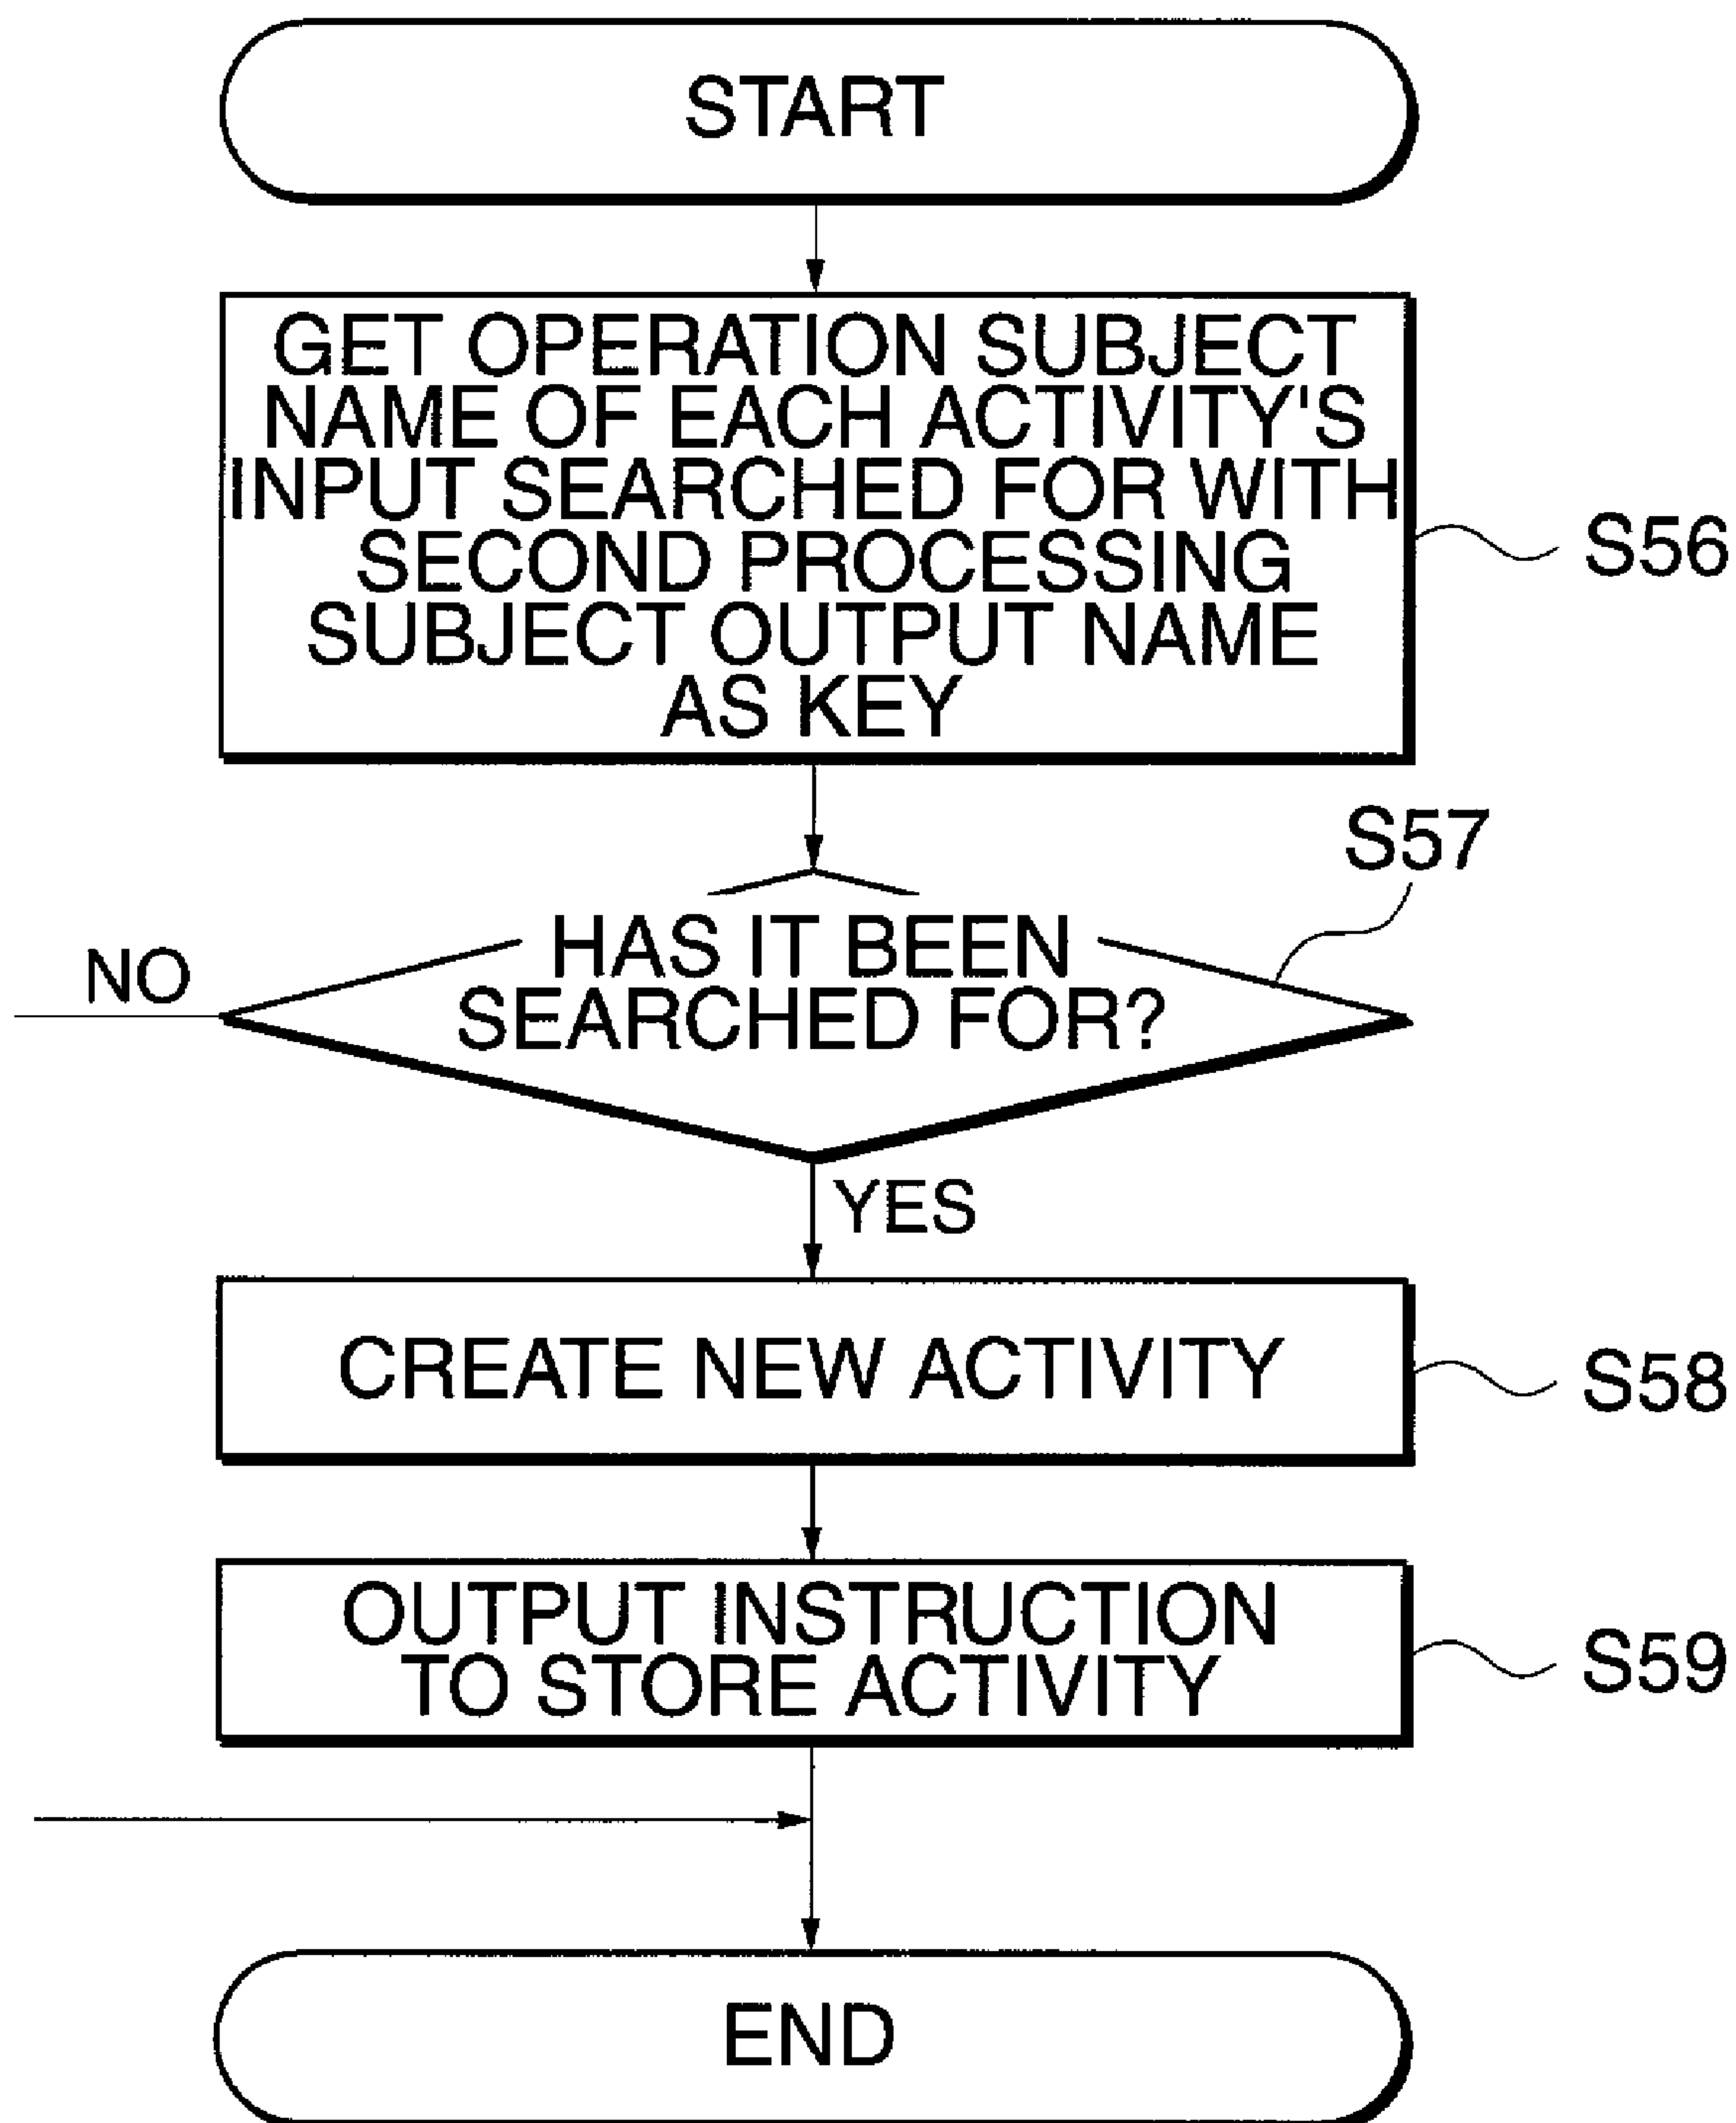 START
GET OPERATION SUBJECT
NAME OF EACH ACTIVITY'S
INPUT SEARCHED FOR WITH
SECOND PROCESSING
SUBJECT OUTPUT NAME
AS KEY
S56
S57
HAS IT BEEN
SEARCHED FOR?
NO
YES
CREATE NEW ACTIVITY
S58
OUTPUT INSTRUCTION
TO STORE ACTIVITY
S59
END